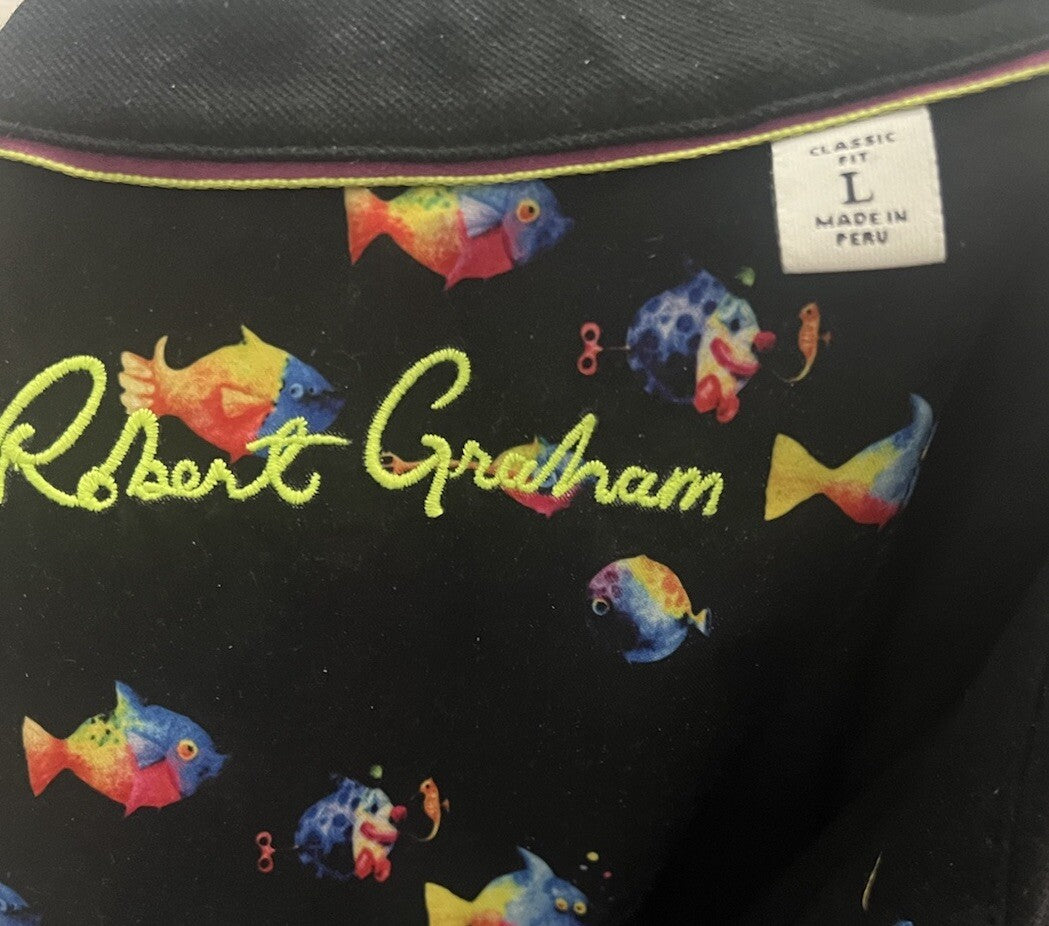 CLASSIC
FIT
L
MADE IN
PERU
Robert Graham